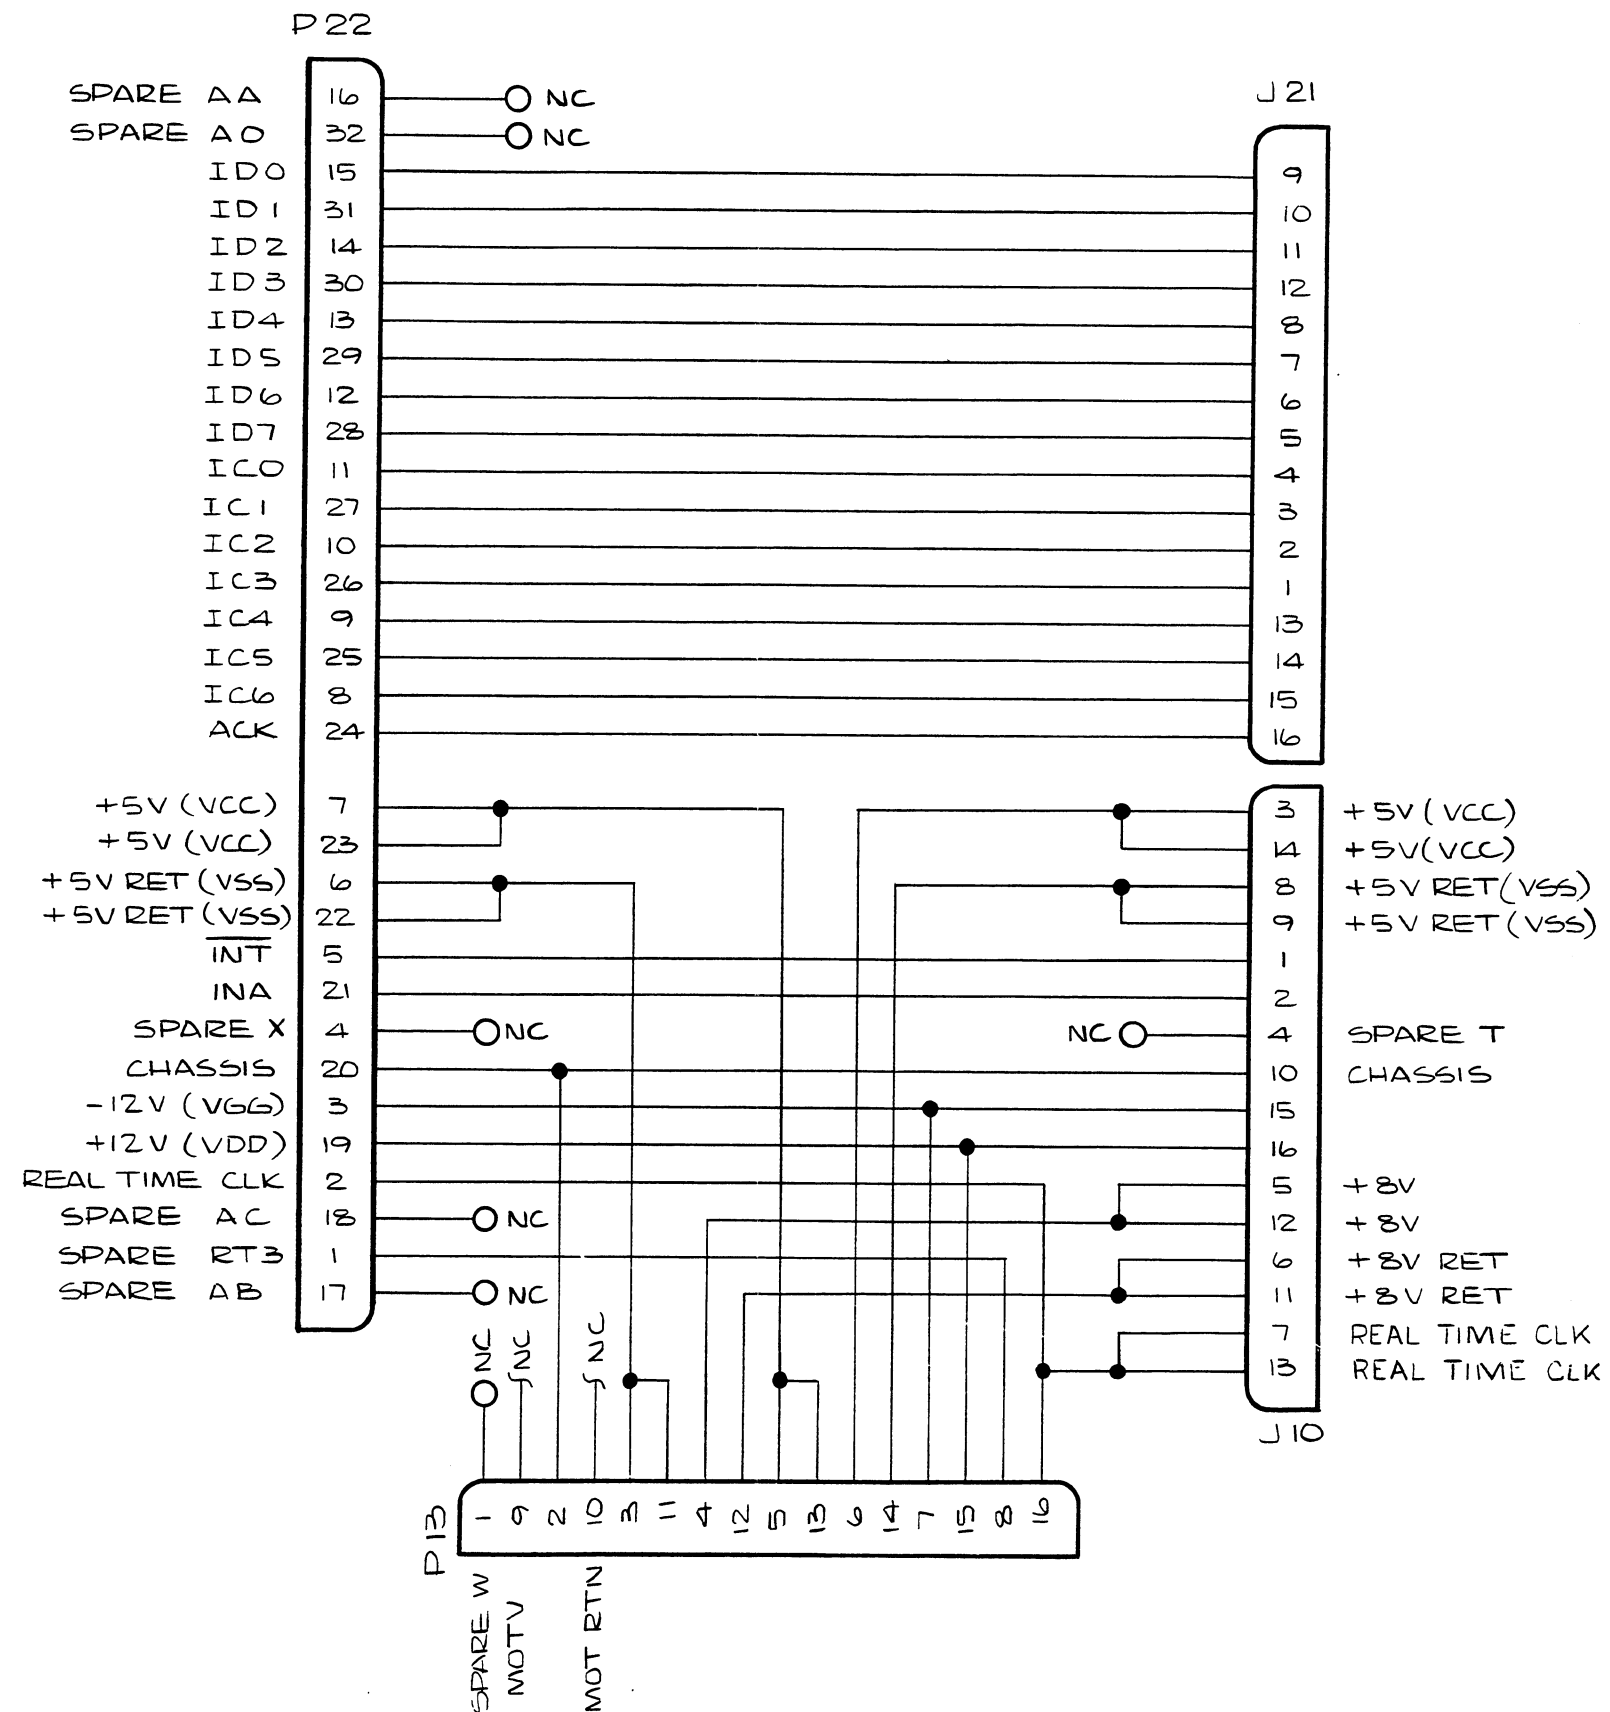 P22
SPARE AA 16 NC
SPARE AO 32 NC
ID0 15
ID1 31
ID2 14
ID3 30
ID4 13
ID5 29
ID6 12
ID7 28
IC0 11
IC1 27
IC2 10
IC3 26
IC4 9
IC5 25
IC6 8
ACK 24
+5V (VCC) 7
+5V (VCC) 23
+5V RET (VSS) 6
+5V RET (VSS) 22
INT 5
INA 21
SPARE X 4 NC
CHASSIS 20
-12V (VGG) 3
+12V (VDD) 19
REAL TIME CLK 2
SPARE AC 18 NC
SPARE RT3 1
SPARE AB 17 NC
J21
9
10
11
12
8
7
6
5
4
3
2
1
13
14
15
16
3 +5V (VCC)
14 +5V (VCC)
8 +5V RET (VSS)
9 +5V RET (VSS)
1
2
NC 4 SPARE T
10 CHASSIS
15
16
5 +8V
12 +8V
6 +8V RET
11 +8V RET
7 REAL TIME CLK
13 REAL TIME CLK
J10
NC
NC
NC
P13
1 9 2 10 3 11 4 12 5 13 6 14 7 15 8 16
SPARE W
MOTV
MOT RTN